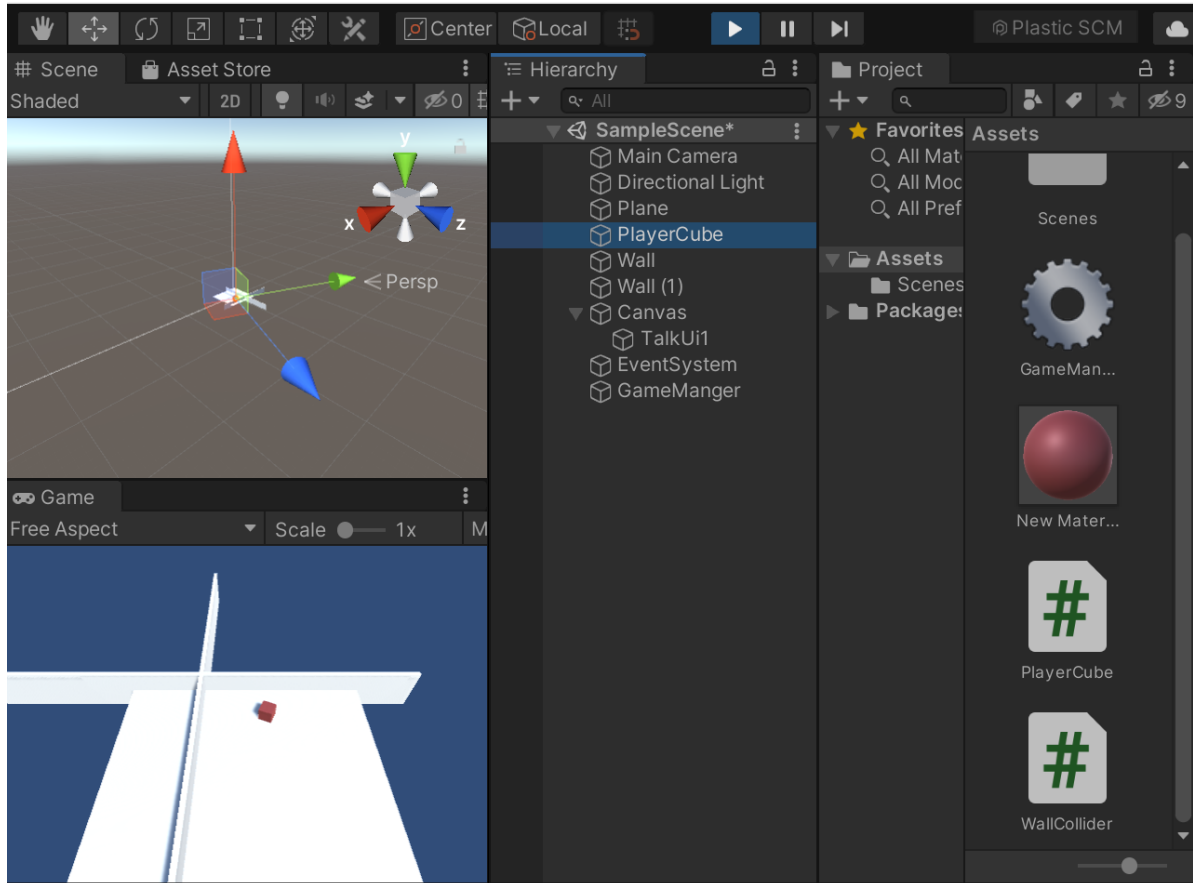 Center Local Plastic SCM
Scene Asset Store
Shaded 2D 0
y
x z
Persp
Game
Free Aspect Scale 1x M
Hierarchy
All
SampleScene*
Main Camera
Directional Light
Plane
PlayerCube
Wall
Wall (1)
Canvas
TalkUi1
EventSystem
GameManger
Project
9
Favorites
All Mat
All Moc
All Pref
Assets
Scenes
Packages
Assets
Scenes
GameMan...
New Mater...
#
PlayerCube
#
WallCollider